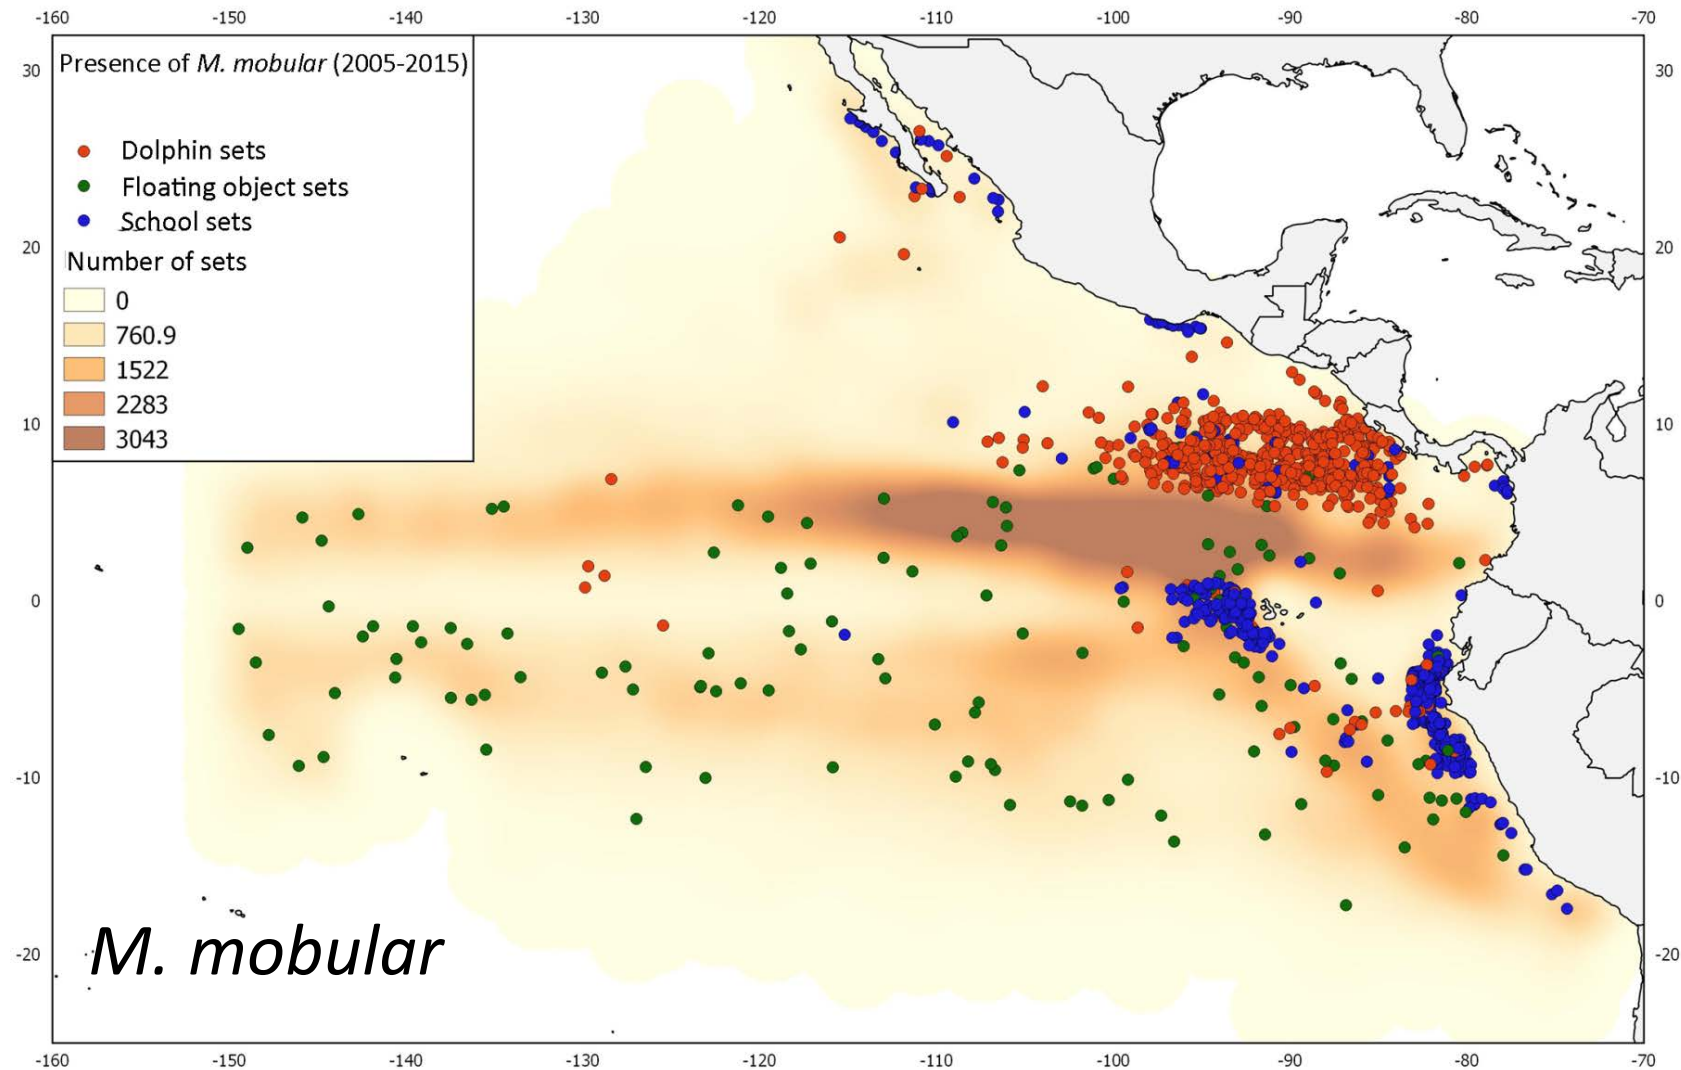 -160 -150 -140 -130 -120 -110 -100 -90 -80 -70
Presence of M. mobular (2005-2015)
Dolphin sets
Floating object sets
School sets
Number of sets
0
760.9
1522
2283
3043
30 30
20 20
10 10
0 0
-10 -10
-20 -20
M. mobular
-160 -150 -140 -130 -120 -110 -100 -90 -80 -70